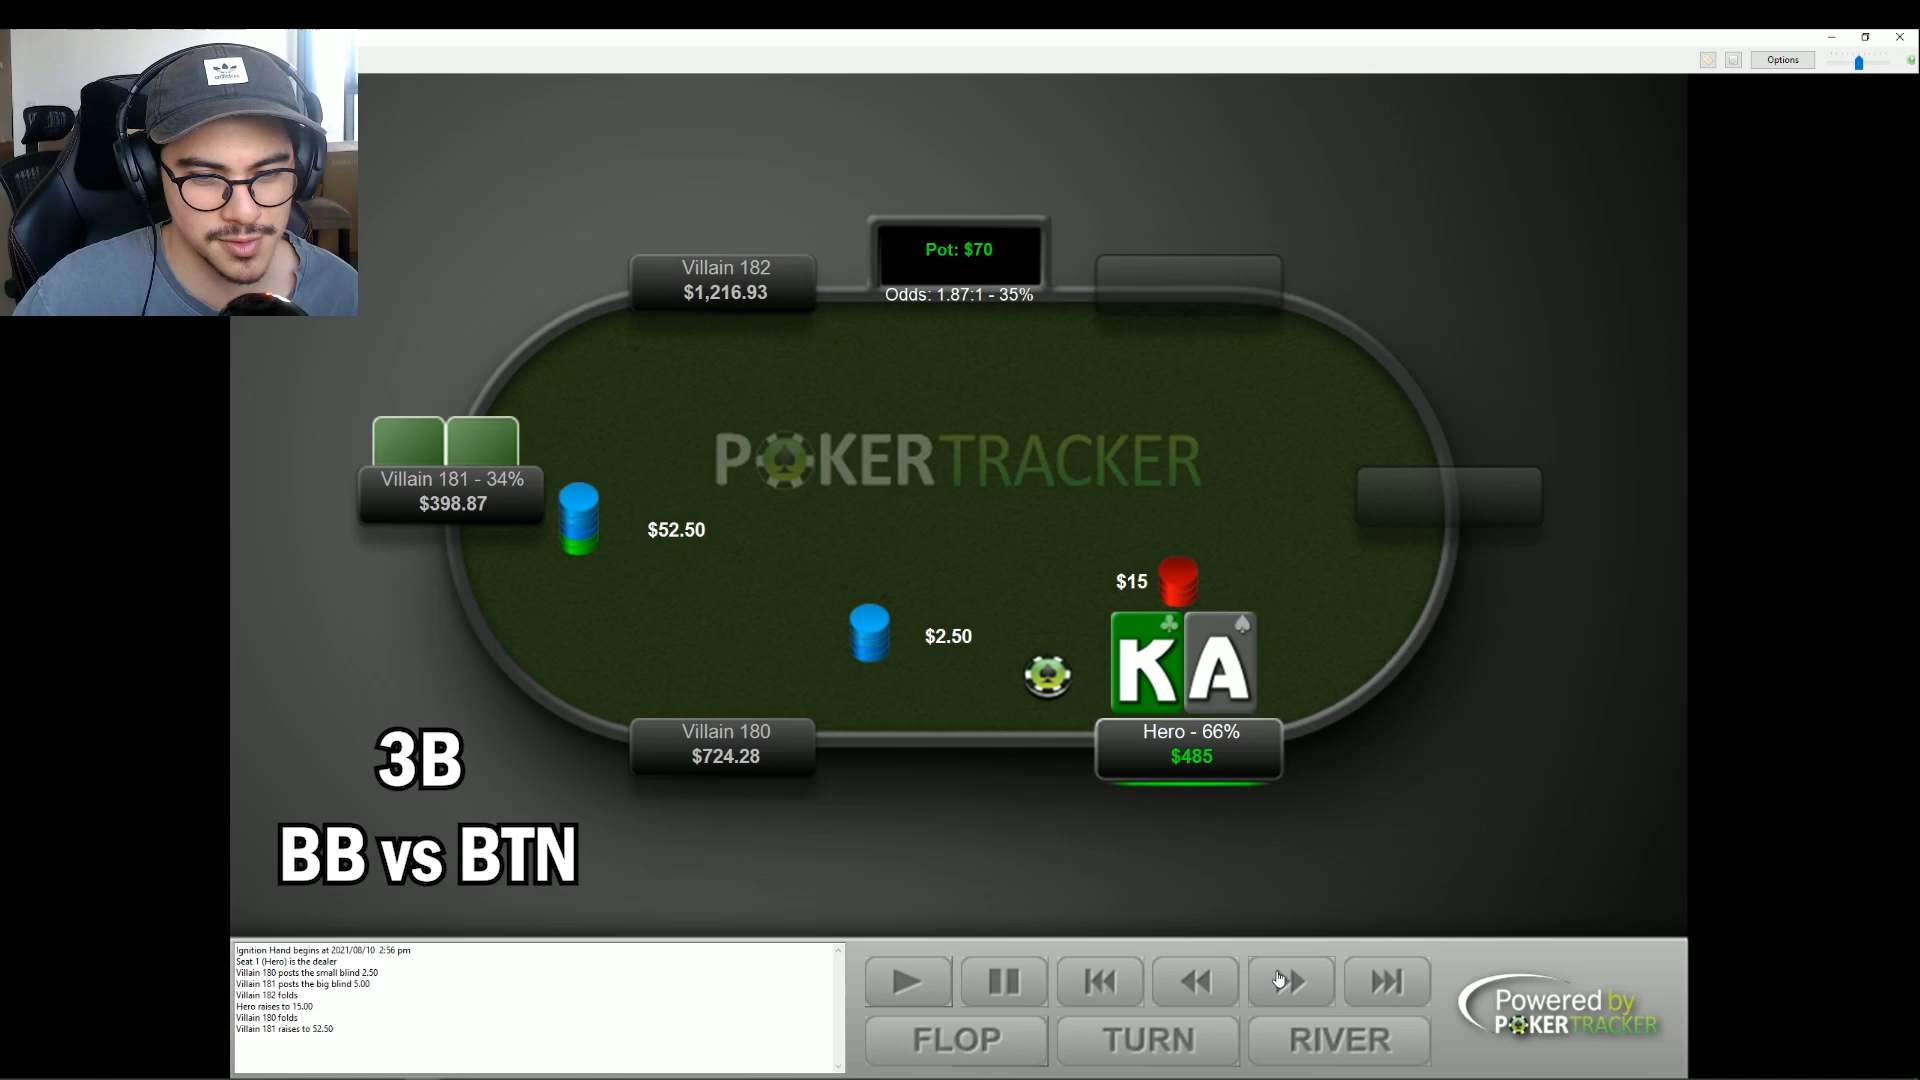 Options
adidas
Villain 182
$1,216.93
Pot: $70
Odds: 1.87:1 - 35%
POKERTRACKER
Villain 181 - 34%
$398.87
$52.50
$15
$2.50
K A
Villain 180
$724.28
Hero - 66%
$485
3B
BB vs BTN
Ignition Hand begins at 2021/08/10 2:56 pm
Seat 1 (Hero) is the dealer
Villain 180 posts the small blind 2.50
Villain 181 posts the big blind 5.00
Villain 182 folds
Hero raises to 15.00
Villain 180 folds
Villain 181 raises to 52.50
FLOP
TURN
RIVER
Powered by
POKERTRACKER